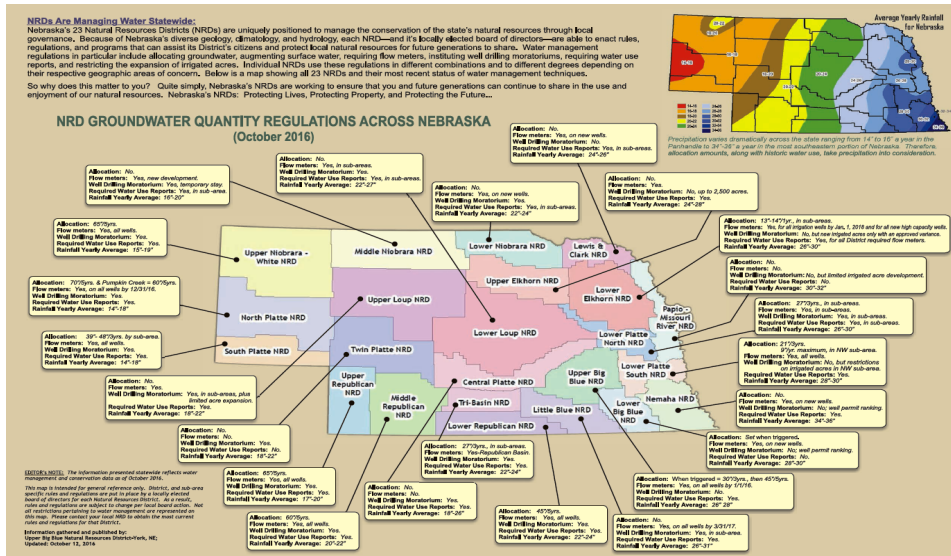 NRDs Are Managing Water Statewide:
Nebraska's 23 Natural Resources Districts (NRDs) are uniquely positioned to manage the conservation of the state's natural resources through local
governance. Because of Nebraska's diverse geology, climatology, and hydrology, each NRD—and it's locally elected board of directors—are able to enact rules,
regulations, and programs that can assist its District's citizens and protect local natural resources for future generations to share. Water management
regulations in particular include allocating groundwater, augmenting surface water, requiring flow meters, instituting well drilling moratoriums, requiring water use
reports, and restricting the expansion of irrigated acres. Individual NRDs use these regulations in different combinations and to different degrees depending on
their respective geographic areas of concern. Below is a map showing all 23 NRDs and their most recent status of water management techniques.
So why does this matter to you? Quite simply, Nebraska's NRDs are working to ensure that you and future generations can continue to share in the use and
enjoyment of our natural resources. Nebraska's NRDs: Protecting Lives, Protecting Property, and Protecting the Future...
Average Yearly Rainfall
for Nebraska
Precipitation varies dramatically across the state ranging from 14" to 16" a year in the
Panhandle to 34"-36" a year in the most southeastern portion of Nebraska. Therefore,
allocation amounts, along with historic water use, take precipitation into consideration.
NRD GROUNDWATER QUANTITY REGULATIONS ACROSS NEBRASKA
(October 2016)
Allocation: No.
Flow meters: Yes, on new wells.
Well Drilling Moratorium: No.
Required Water Use Reports: Yes, in sub-areas.
Rainfall Yearly Average: 24"-26"
Allocation: No.
Flow meters: Yes, in sub-areas.
Well Drilling Moratorium: Yes.
Required Water Use Reports: Yes, in sub-areas.
Rainfall Yearly Average: 22"-27"
Allocation: No.
Flow meters: Yes, new development.
Well Drilling Moratorium: Yes, temporary stay.
Required Water Use Reports: Yes, in sub-area.
Rainfall Yearly Average: 16"-20"
Allocation: No.
Flow meters: Yes, on new wells.
Well Drilling Moratorium: No.
Required Water Use Reports: Yes, in sub-areas.
Rainfall Yearly Average: 22"-24"
Allocation: No.
Flow meters: Yes.
Well Drilling Moratorium: No, up to 2,500 acres.
Required Water Use Reports: Yes.
Rainfall Yearly Average: 24"-28"
Allocation: 65"/5yrs.
Flow meters: Yes, all wells.
Well Drilling Moratorium: Yes.
Required Water Use Reports: Yes.
Rainfall Yearly Average: 15"-19"
Allocation: 13"-14"/1yr., in sub-areas.
Flow meters: Yes, for all irrigation wells by Jan. 1, 2018 and for all new high capacity wells.
Well Drilling Moratorium: No, but new irrigated acres only with an approved variance.
Required Water Use Reports: Yes, for all District required flow meters.
Rainfall Yearly Average: 26"-30"
Allocation: No.
Flow meters: No.
Well Drilling Moratorium: No, but limited irrigated acre development.
Required Water Use Reports: No.
Rainfall Yearly Average: 30"-32"
Allocation: 70"/5yrs. & Pumpkin Creek = 60"/5yrs.
Flow meters: Yes, on all wells by 12/31/16.
Well Drilling Moratorium: Yes.
Required Water Use Reports: Yes.
Rainfall Yearly Average: 14"-18"
Allocation: 27"/3yrs., in sub-areas.
Flow meters: Yes, in sub-areas.
Well Drilling Moratorium: Yes, in sub-areas.
Required Water Use Reports: Yes, in sub-areas.
Rainfall Yearly Average: 26"-30"
Allocation: 39"- 48"/3yrs. by sub-area.
Flow meters: Yes, all wells.
Well Drilling Moratorium: Yes.
Required Water Use Reports: Yes.
Rainfall Yearly Average: 14"-18"
Allocation: 21"/3yrs.
9"/yr. maximum, in NW sub-area.
Flow meters: Yes, all wells.
Well Drilling Moratorium: No, but restrictions
on irrigated acres in NW sub-area.
Required Water Use Reports: Yes.
Rainfall Yearly Average: 28"-30"
Allocation: No.
Flow meters: Yes.
Well Drilling Moratorium: Yes, in sub-areas, plus
limited acre expansion.
Required Water Use Reports: Yes.
Rainfall Yearly Average: 18"-22"
Allocation: No.
Flow meters: Yes, on new wells.
Well Drilling Moratorium: No; well permit ranking.
Required Water Use Reports: Yes.
Rainfall Yearly Average: 34"-36"
Allocation: No.
Flow meters: No.
Well Drilling Moratorium: Yes.
Required Water Use Reports: No.
Rainfall Yearly Average: 18"-22"
Allocation: Set when triggered.
Flow meters: Yes, on new wells.
Well Drilling Moratorium: No; well permit ranking.
Required Water Use Reports: No.
Rainfall Yearly Average: 28"-30"
Allocation: 65"/5yrs.
Flow meters: Yes, all wells.
Well Drilling Moratorium: Yes.
Required Water Use Reports: Yes.
Rainfall Yearly Average: 17"-20"
Allocation: 27"/3yrs., in sub-areas.
Flow meters: Yes-Republican Basin.
Well Drilling Moratorium: Yes.
Required Water Use Reports: Yes.
Rainfall Yearly Average: 22"-24"
Allocation: When triggered = 30"/3yrs., then 45"/5yrs.
Flow meters: Yes, on all wells by 1/1/16.
Well Drilling Moratorium: No.
Required Water Use Reports: Yes.
Rainfall Yearly Average: 26" 28"
Allocation: No.
Flow meters: No.
Well Drilling Moratorium: Yes.
Required Water Use Reports: No.
Rainfall Yearly Average: 18"-26"
Allocation: 60"/5yrs.
Flow meters: Yes, all wells.
Well Drilling Moratorium: Yes.
Required Water Use Reports: Yes.
Rainfall Yearly Average: 20"-22"
Allocation: 45"/5yrs.
Flow meters: Yes, all wells.
Well Drilling Moratorium: Yes.
Required Water Use Reports: Yes.
Rainfall Yearly Average: 22"-24"
Allocation: No.
Flow meters: Yes, on all wells by 3/31/17.
Well Drilling Moratorium: No.
Required Water Use Reports: Yes.
Rainfall Yearly Average: 26"-31"
Upper Niobrara -
White NRD
Middle Niobrara NRD
Lower Niobrara NRD
Lewis &
Clark NRD
Upper Elkhorn NRD
Lower
Elkhorn NRD
Papio -
Missouri
River NRD
North Platte NRD
Upper Loup NRD
Lower Loup NRD
Lower Platte
North NRD
South Platte NRD
Twin Platte NRD
Lower Platte
South NRD
Central Platte NRD
Upper Big
Blue NRD
Upper
Republican
NRD
Middle
Republican
NRD
Tri-Basin NRD
Little Blue NRD
Lower
Big Blue
NRD
Nemaha NRD
Lower Republican NRD
EDITOR'S NOTE: The information presented statewide reflects water
management and conservation data as of October 2016.
This map is intended for general reference only. District, and sub-area
specific rules and regulations are put in place by a locally elected
board of directors for each Natural Resources District. As a result,
rules and regulations are subject to change per local board action. Not
all restrictions pertaining to water management are represented on
this map. Please contact your local NRD to obtain the most current
rules and regulations for that District.
Information gathered and published by:
Upper Big Blue Natural Resources District-York, NE;
Updated: October 12, 2016